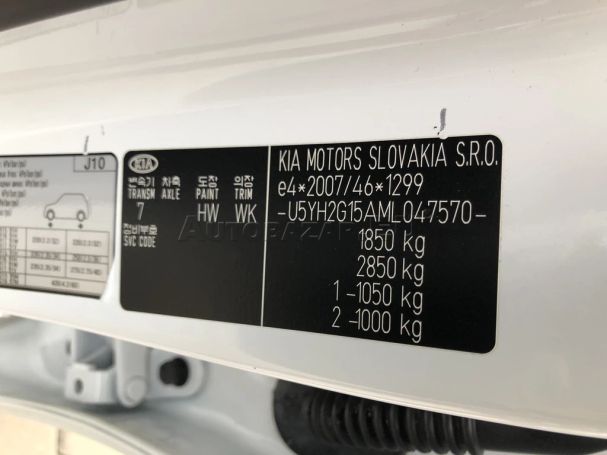 J10
KIA
변속기 차축 도장 의장
TRANSM AXLE PAINT TRIM
7 HW WK
정비부호
SVC CODE
KIA MOTORS SLOVAKIA S.R.O.
e4*2007/46*1299
-U5YH2G15AML047570-
1850 kg
2850 kg
1 -1050 kg
2 -1000 kg